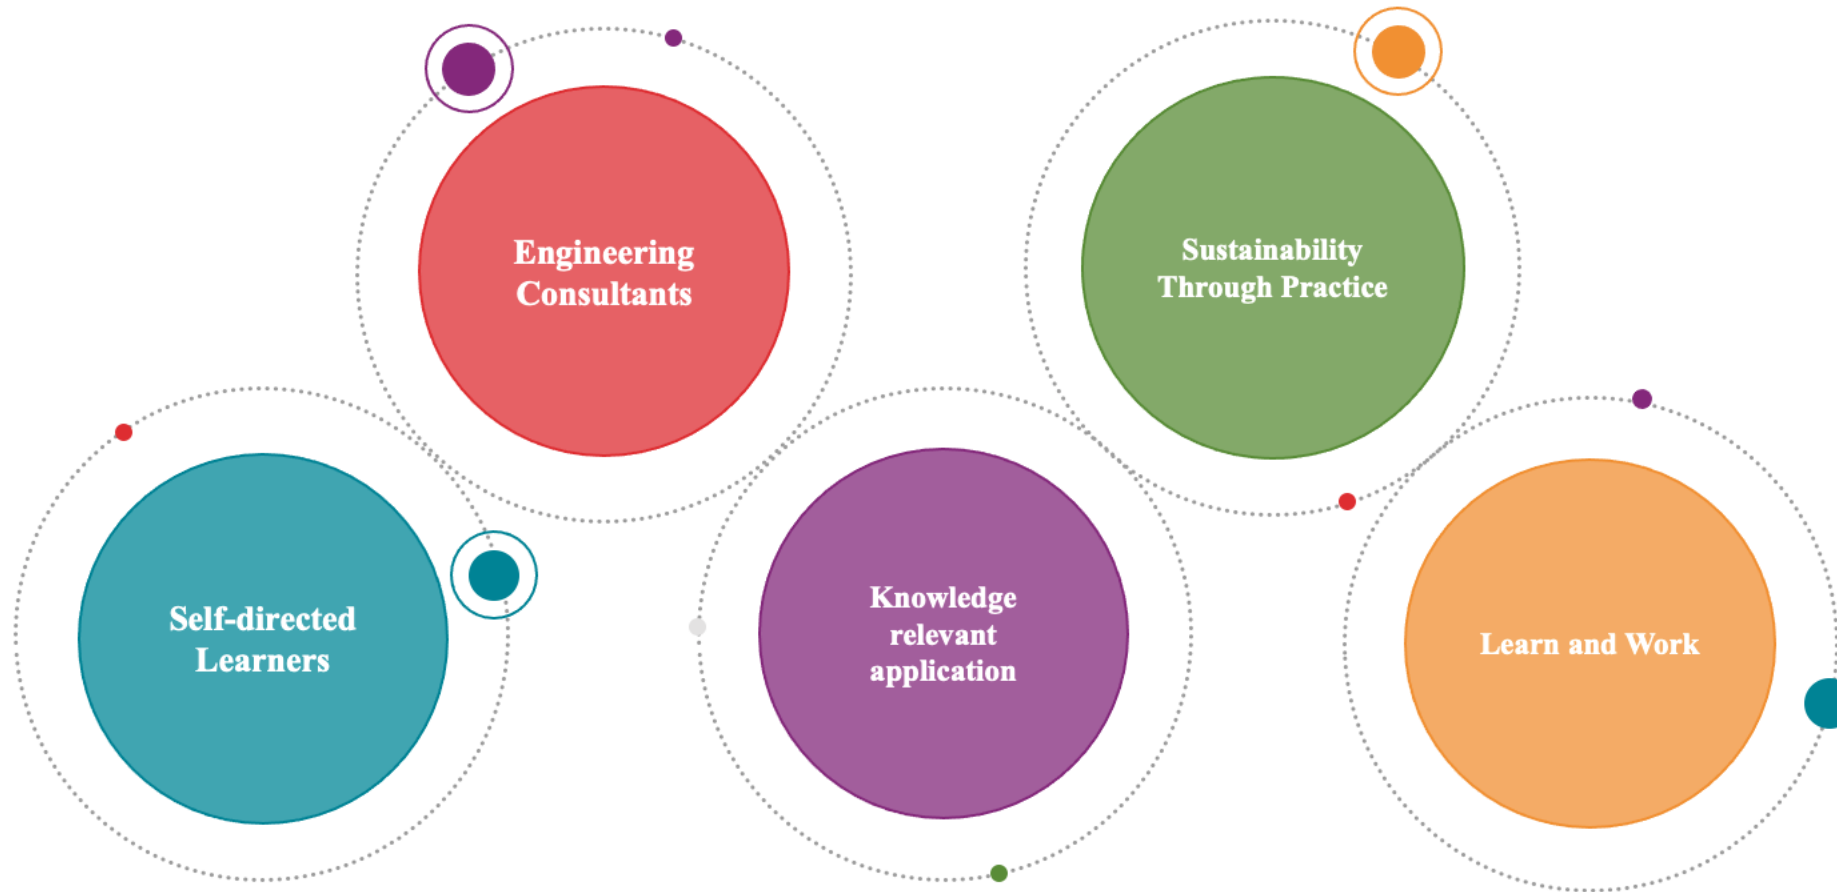 Engineering
Consultants
Sustainability
Through Practice
Self-directed
Learners
Knowledge
relevant
application
Learn and Work